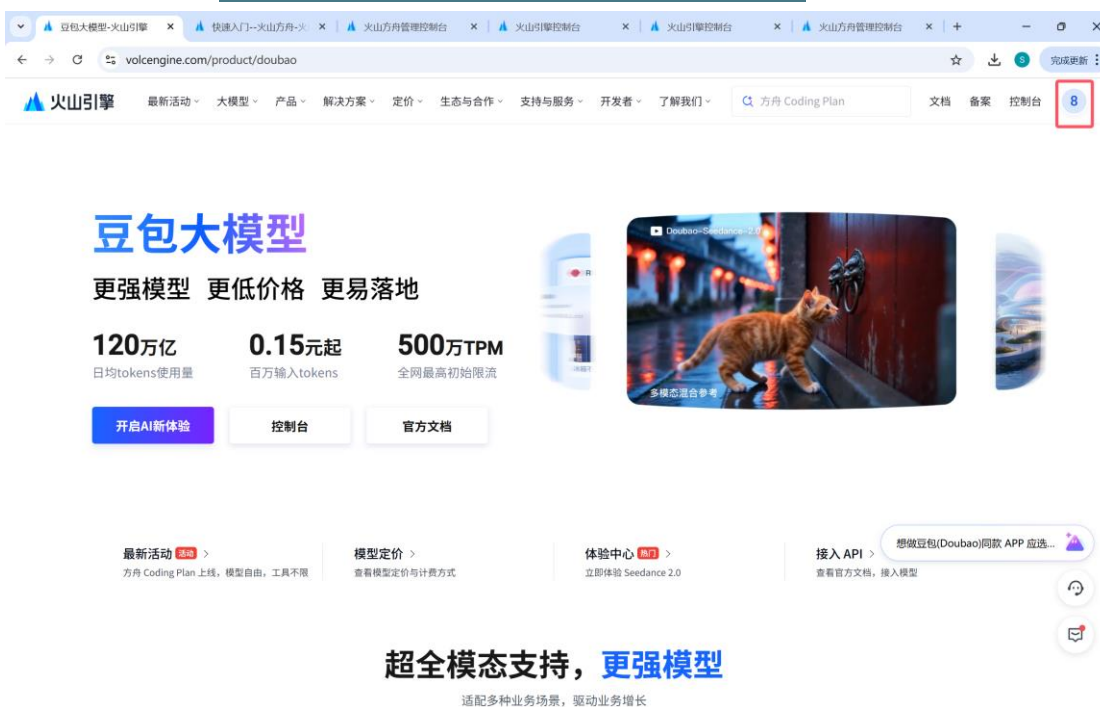 豆包大模型-火山引擎
快速入门--火山方舟-火
火山方舟管理控制台
火山引擎控制台
火山引擎控制台
火山方舟管理控制台
volcengine.com/product/doubao
S
完成更新
火山引擎
最新活动 大模型 产品 解决方案 定价 生态与合作 支持与服务 开发者 了解我们 方舟 Coding Plan 文档 备案 控制台 8
豆包大模型
更强模型 更低价格 更易落地
120万亿 0.15元起 500万TPM
日均tokens使用量 百万输入tokens 全网最高初始限流
开启AI新体验 控制台 官方文档
Doubao-Seedance-2.0
多模态混合参考
最新活动 活动 模型定价 体验中心 热门 接入 API
方舟 Coding Plan 上线，模型自由，工具不限 查看模型定价与计费方式 立即体验 Seedance 2.0 查看官方文档，接入模型
想做豆包(Doubao)同款 APP 应选...
超全模态支持，更强模型
适配多种业务场景，驱动业务增长